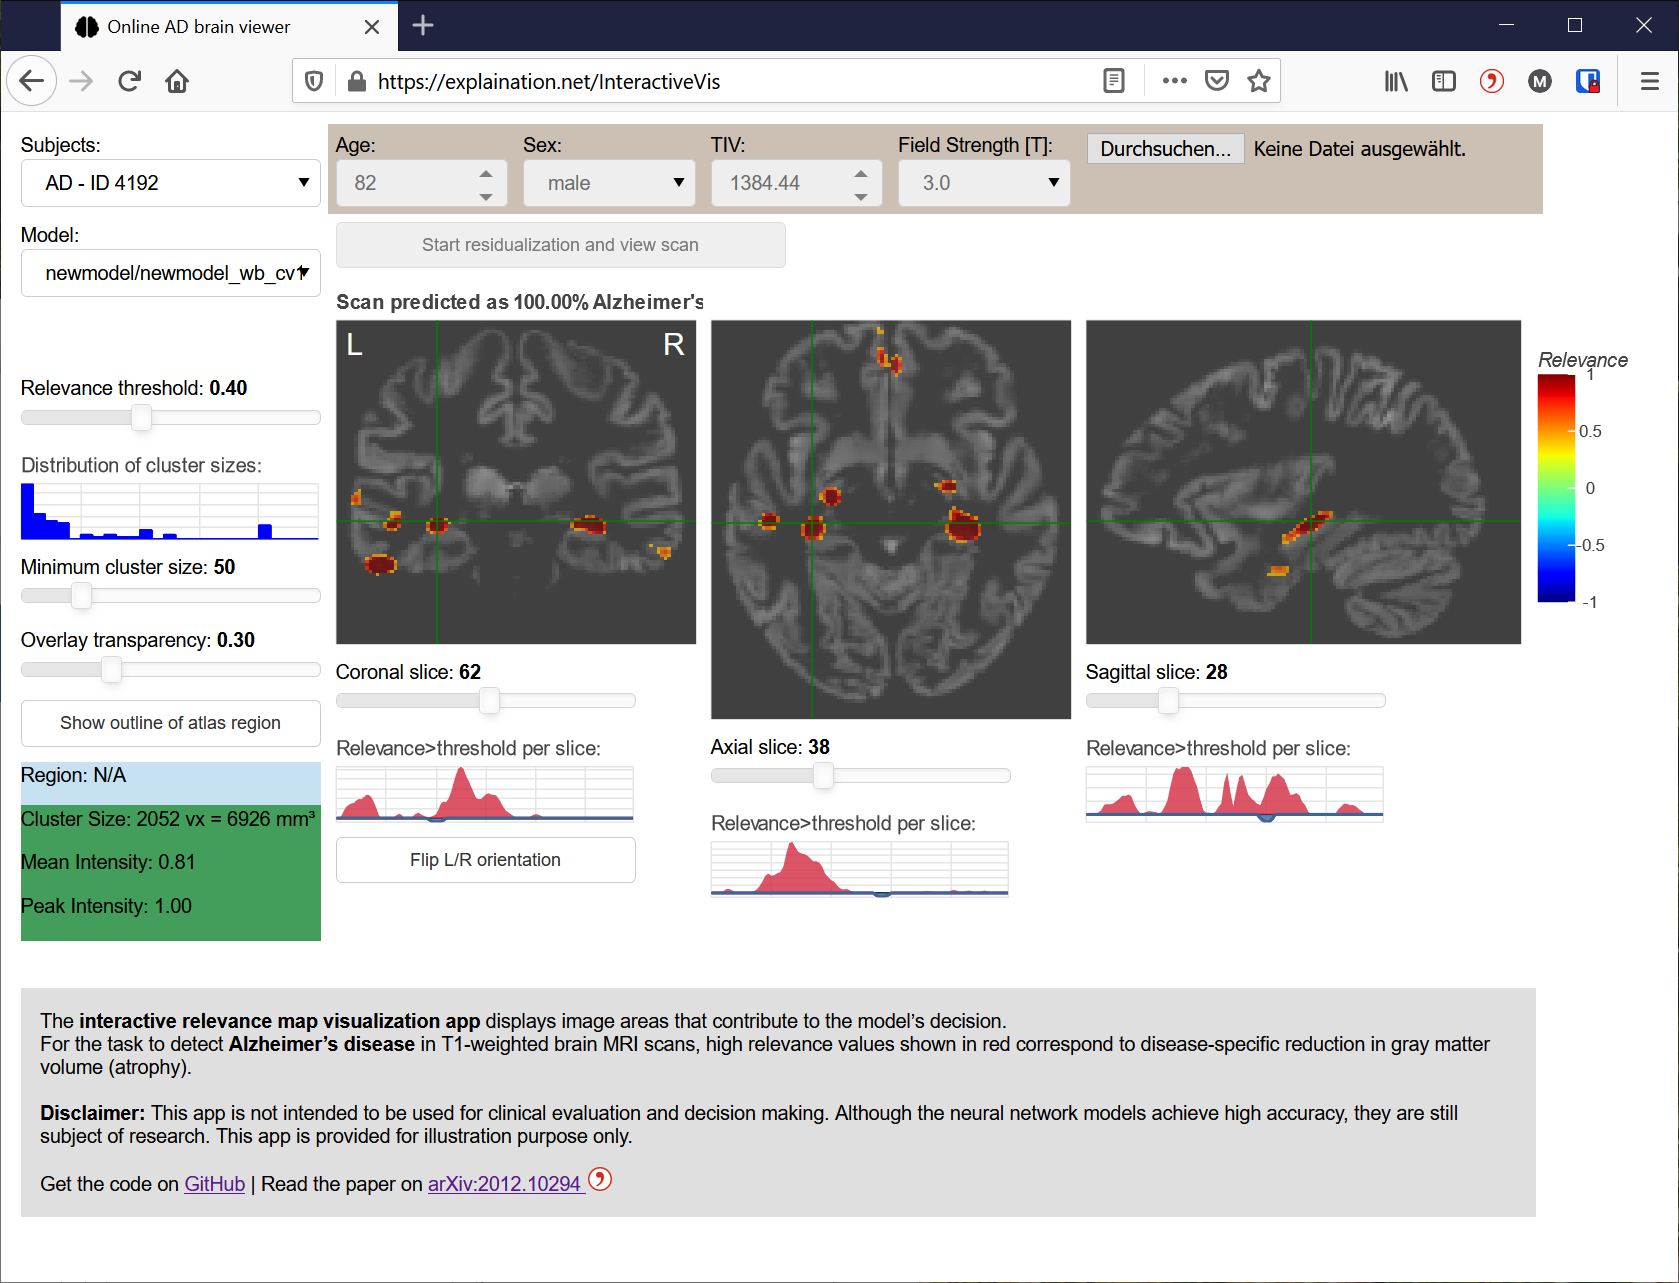 Online AD brain viewer
https://explaination.net/InteractiveVis
M
Subjects:
AD - ID 4192
Model:
newmodel/newmodel_wb_cv1
Age:
82
Sex:
male
TIV:
1384.44
Field Strength [T]:
3.0
Durchsuchen... Keine Datei ausgewählt.
Start residualization and view scan
Scan predicted as 100.00% Alzheimer's
L R
Relevance
1
0.5
0
-0.5
-1
Relevance threshold: 0.40
Distribution of cluster sizes:
Minimum cluster size: 50
Overlay transparency: 0.30
Show outline of atlas region
Region: N/A
Cluster Size: 2052 vx = 6926 mm³
Mean Intensity: 0.81
Peak Intensity: 1.00
Coronal slice: 62
Relevance>threshold per slice:
Flip L/R orientation
Axial slice: 38
Relevance>threshold per slice:
Sagittal slice: 28
Relevance>threshold per slice:
The interactive relevance map visualization app displays image areas that contribute to the model’s decision.
For the task to detect Alzheimer’s disease in T1-weighted brain MRI scans, high relevance values shown in red correspond to disease-specific reduction in gray matter
volume (atrophy).
Disclaimer: This app is not intended to be used for clinical evaluation and decision making. Although the neural network models achieve high accuracy, they are still
subject of research. This app is provided for illustration purpose only.
Get the code on GitHub | Read the paper on arXiv:2012.10294